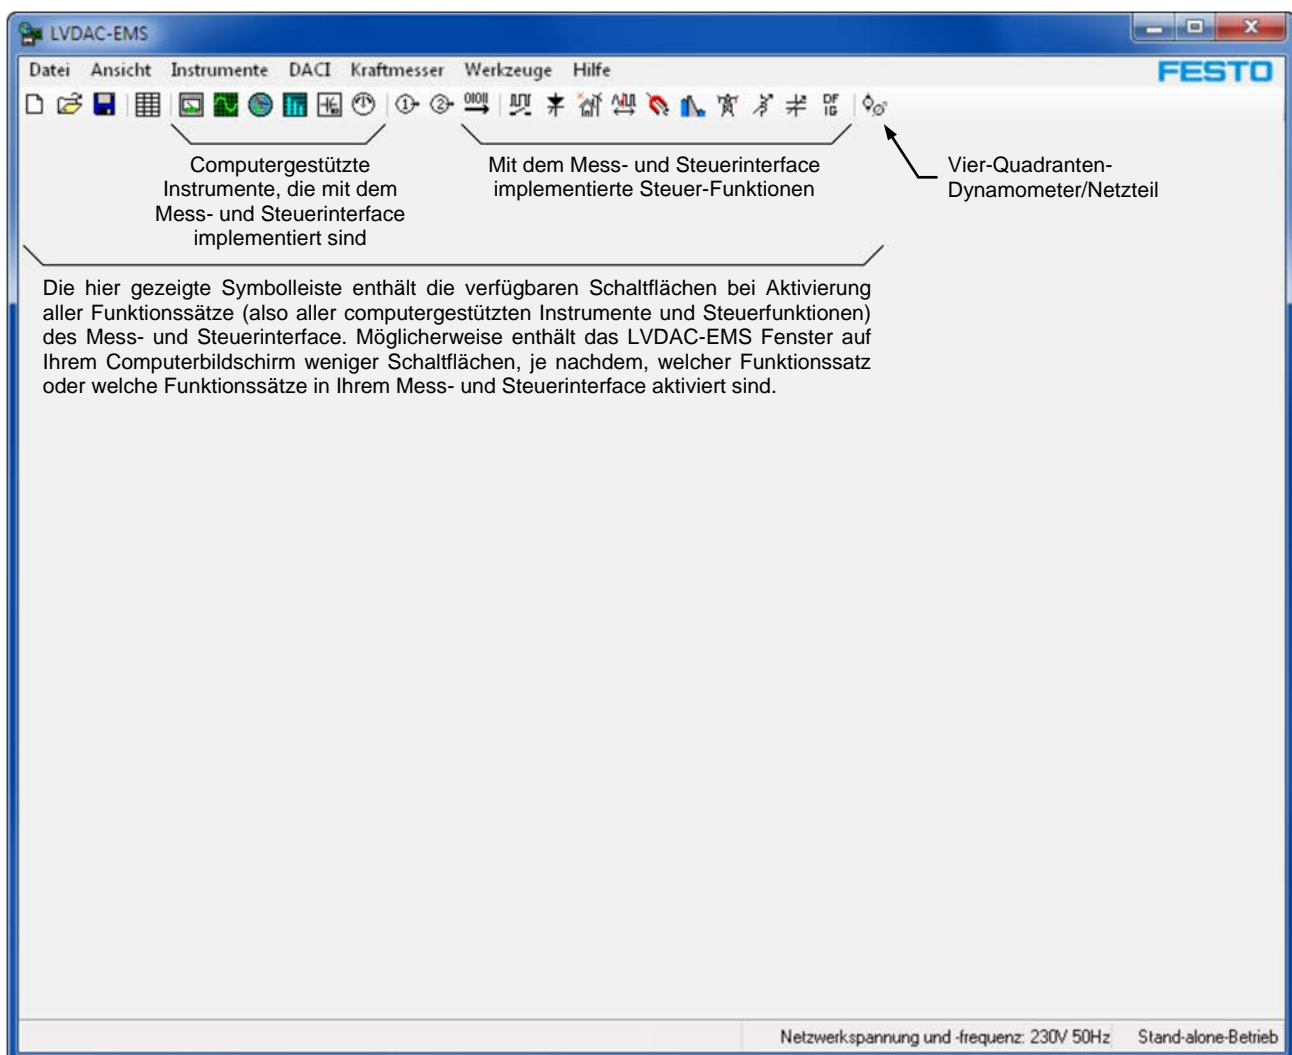 LVDAC-EMS
Datei Ansicht Instrumente DACI Kraftmesser Werkzeuge Hilfe
FESTO
Computergestützte
Instrumente, die mit dem
Mess- und Steuerinterface
implementiert sind
Mit dem Mess- und Steuerinterface
implementierte Steuer-Funktionen
Vier-Quadranten-
Dynamometer/Netzteil
Die hier gezeigte Symbolleiste enthält die verfügbaren Schaltflächen bei Aktivierung
aller Funktionssätze (also aller computergestützten Instrumente und Steuerfunktionen)
des Mess- und Steuerinterface. Möglicherweise enthält das LVDAC-EMS Fenster auf
Ihrem Computerbildschirm weniger Schaltflächen, je nachdem, welcher Funktionssatz
oder welche Funktionssätze in Ihrem Mess- und Steuerinterface aktiviert sind.
Netzwerkspannung und -frequenz: 230V 50Hz Stand-alone-Betrieb